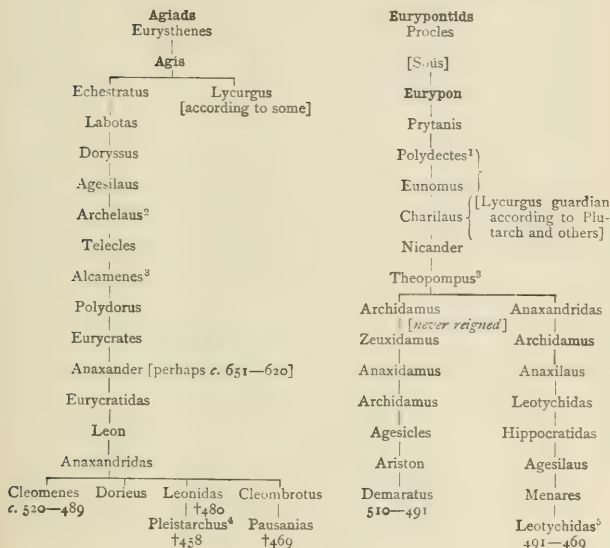 Agiads
Eurysthenes
Agis
Echestratus
Lycurgus
[according to some]
Labotas
Doryssus
Agesilaus
Archelaus²
Telecles
Alcamenes³
Polydorus
Eurycrates
Anaxander [perhaps c. 651—620]
Eurycratidas
Leon
Anaxandridas
Cleomenes Dorieus Leonidas Cleombrotus
c. 520—489 †480
Pleistarchus⁴ Pausanias
†458 †469
Eurypontids
Procles
Eurypon
Prytanis
Polydectes¹
Eunomus
Charilaus [Lycurgus guardian
according to Plu-
tarch and others]
Nicander
Theopompus³
Archidamus Anaxandridas
[never reigned]
Zeuxidamus Archidamus
Anaxidamus Anaxilaus
Archidamus Leotychidas
Agesicles Hippocratidas
Ariston Agesilaus
Demaratus Menares
510—491
Leotychidas⁵
491—469